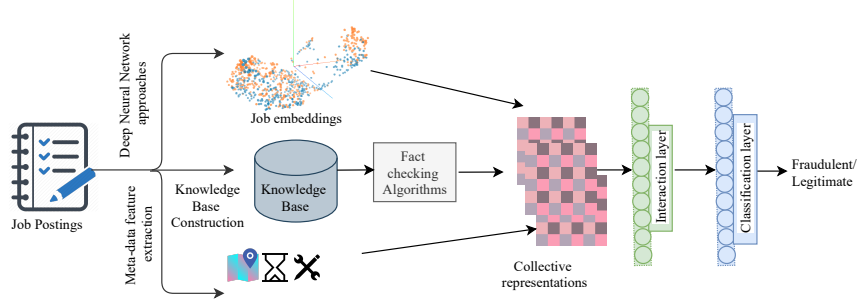 Job Postings
Deep Neural Network
approaches
Knowledge
Base
Construction
Meta-data feature
extraction
Job embeddings
Knowledge
Base
Fact
checking
Algorithms
Collective
representations
Interaction layer
Classification layer
Fraudulent/
Legitimate